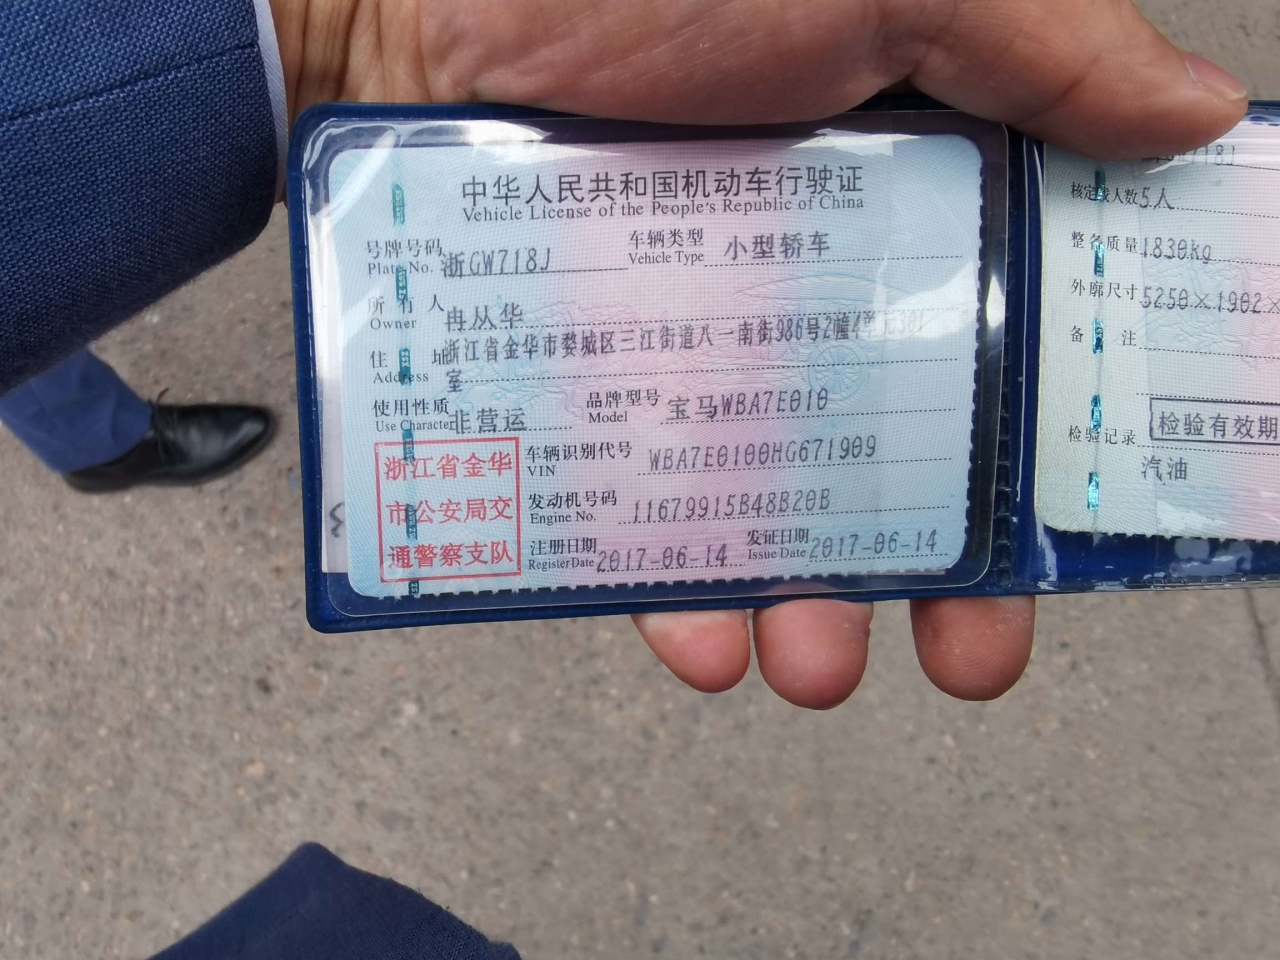 中华人民共和国机动车行驶证
Vehicle License of the People's Republic of China
号牌号码 浙GW718J 车辆类型 小型轿车
Plate No. Vehicle Type
所有人 冉从华
Owner
住址 浙江省金华市婺城区三江街道八一南街986号2幢4单元301
Address 室
使用性质 非营运 品牌型号 宝马WBA7E010
Use Character Model
浙江省金华
市公安局交
通警察支队
车辆识别代号 WBA7E0100HG671909
VIN
发动机号码 11679915B48B20B
Engine No.
注册日期 2017-06-14 发证日期 2017-06-14
Register Date Issue Date
718J
核定载人数 5人
整备质量 1830kg
外廓尺寸 5250×1902×
备注
检验有效期
检验记录
汽油